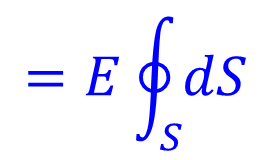 = E ∮_S dS